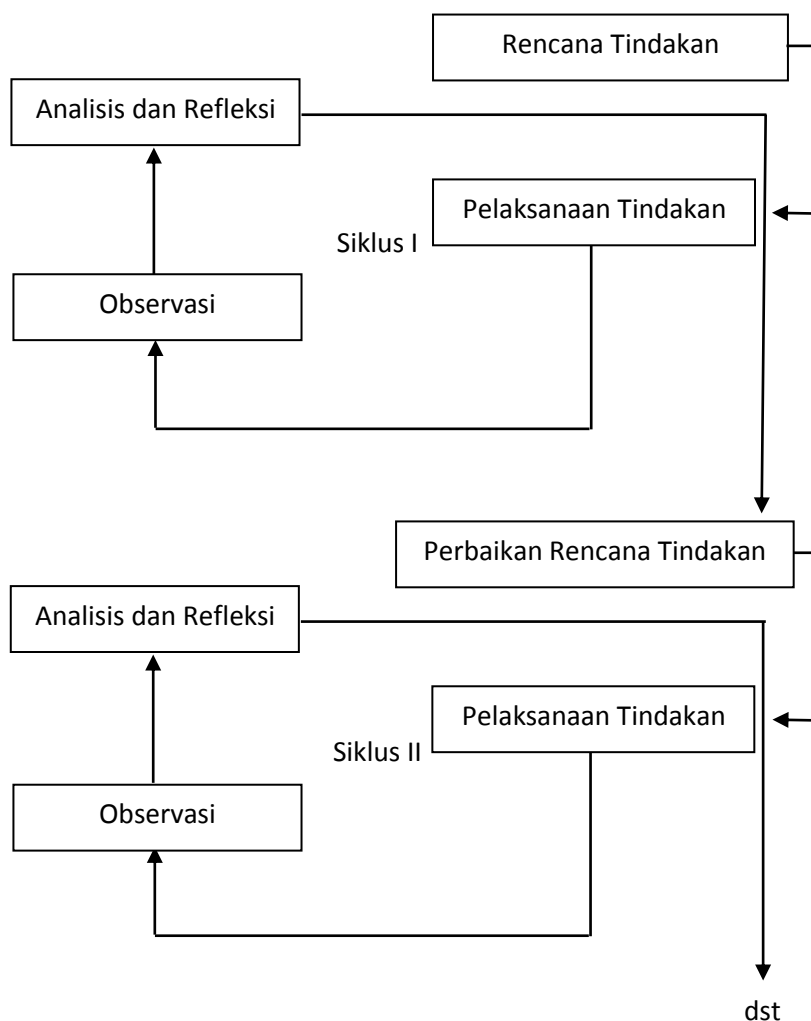 Rencana Tindakan
Analisis dan Refleksi
Pelaksanaan Tindakan
Siklus I
Observasi
Perbaikan Rencana Tindakan
Analisis dan Refleksi
Pelaksanaan Tindakan
Siklus II
Observasi
dst